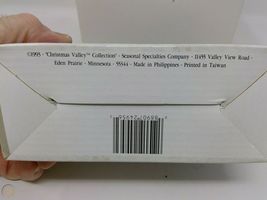 ©1993 · "Christmas Valley™ Collection" · Seasonal Specialties Company · 11455 Valley View Road ·
Eden Prairie · Minnesota · 55344 · Made in Philippines · Printed in Taiwan